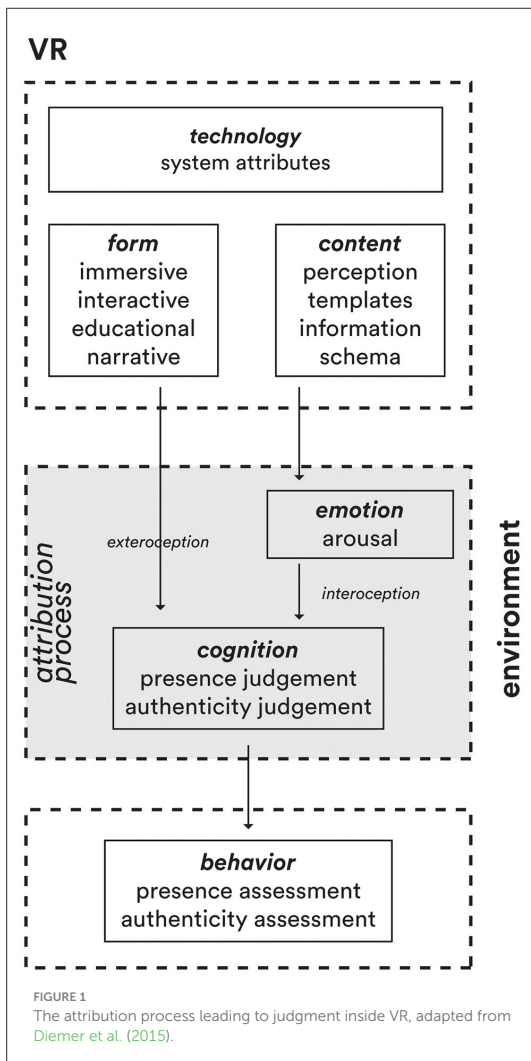 VR
technology
system attributes
form
immersive
interactive
educational
narrative
content
perception
templates
information
schema
attribution
process
exteroception
emotion
arousal
interoception
cognition
presence judgement
authenticity judgement
environment
behavior
presence assessment
authenticity assessment
FIGURE 1
The attribution process leading to judgment inside VR, adapted from
Diemer et al. (2015).